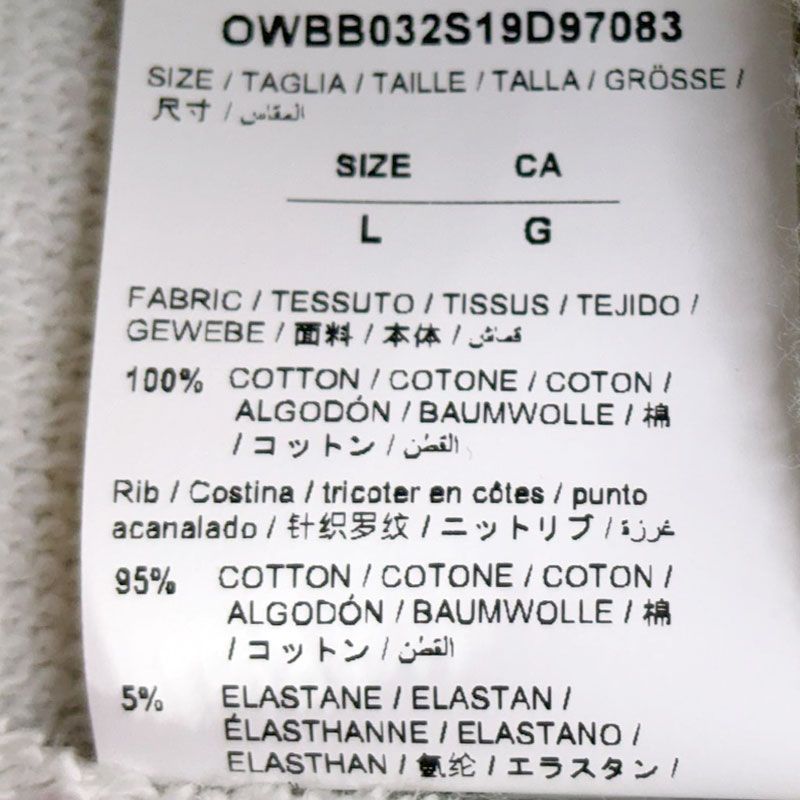 OWBB032S19D97083
SIZE / TAGLIA / TAILLE / TALLA / GRÖSSE /
尺寸 / المقاس
SIZE CA
L G
FABRIC / TESSUTO / TISSUS / TEJIDO /
GEWEBE / 面料 / 本体 / قماش
100% COTTON / COTONE / COTON /
ALGODÓN / BAUMWOLLE / 棉
/ コットン / القطن
Rib / Costina / tricoter en côtes / punto
acanalado / 针织罗纹 / ニットリブ / غرزة
95% COTTON / COTONE / COTON /
ALGODÓN / BAUMWOLLE / 棉
/ コットン / القطن
5% ELASTANE / ELASTAN /
ÉLASTHANNE / ELASTANO /
ELASTHAN / 氨纶 / エラスタン /